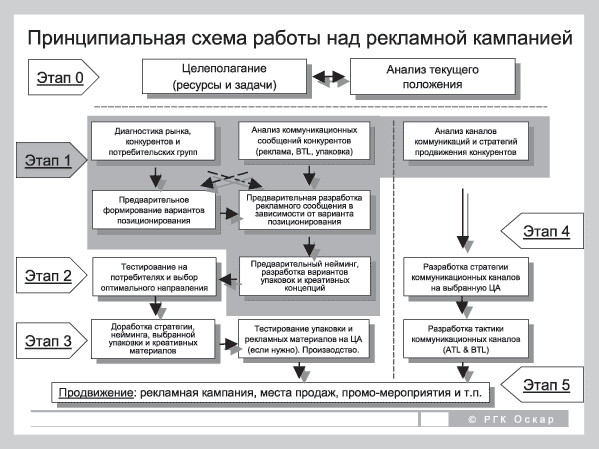 Принципиальная схема работы над рекламной кампанией
Этап 0
Целеполагание
(ресурсы и задачи)
Анализ текущего
положения
Этап 1
Диагностика рынка,
конкурентов и
потребительских групп
Анализ коммуникационных
сообщений конкурентов
(реклама, BTL, упаковка)
Анализ каналов
коммуникаций и стратегий
продвижения конкурентов
Предварительное
формирование вариантов
позиционирования
Предварительная разработка
рекламного сообщения в
зависимости от варианта
позиционирования
Этап 4
Этап 2
Тестирование на
потребителях и выбор
оптимального направления
Предварительный нейминг,
разработка вариантов
упаковок и креативных
концепций
Разработка стратегии
коммуникационных каналов
на выбранную ЦА
Этап 3
Доработка стратегии,
нейминга, выбранной
упаковки и креативных
материалов
Тестирование упаковки и
рекламных материалов на ЦА
(если нужно). Производство.
Разработка тактики
коммуникационных каналов
(ATL & BTL)
Этап 5
Продвижение: рекламная кампания, места продаж, промо-мероприятия и т.п.
© РГК Оскар